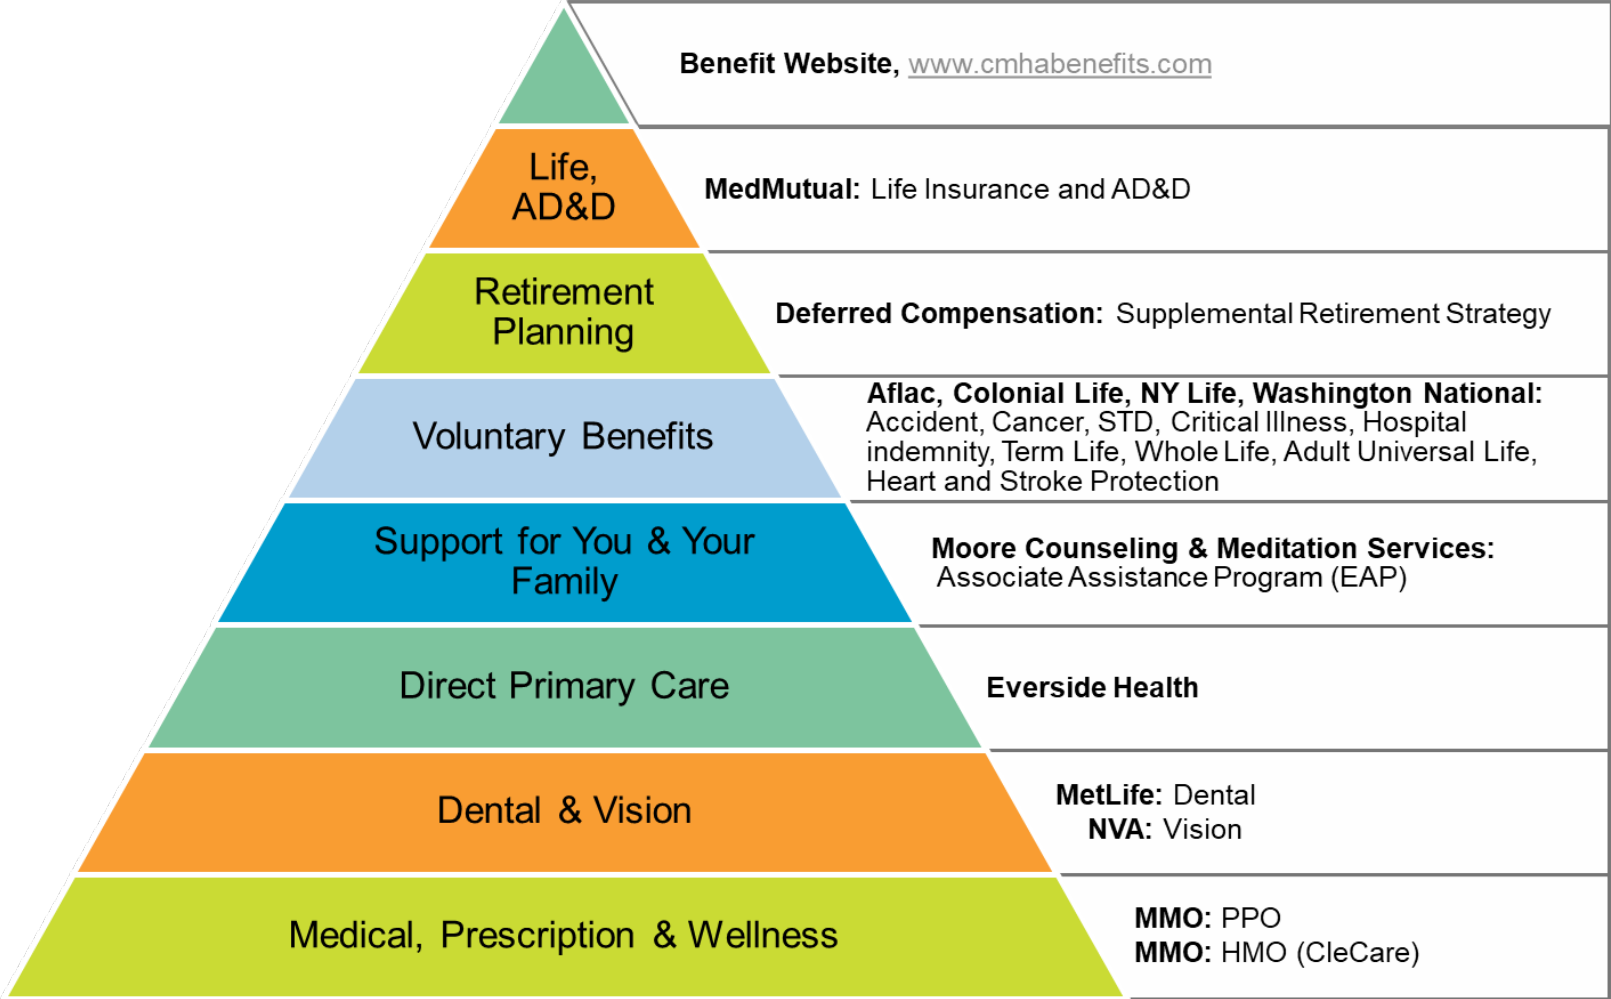 Benefit Website, www.cmhabenefits.com
Life,
AD&D
MedMutual: Life Insurance and AD&D
Retirement
Planning
Deferred Compensation: Supplemental Retirement Strategy
Voluntary Benefits
Aflac, Colonial Life, NY Life, Washington National:
Accident, Cancer, STD, Critical Illness, Hospital
indemnity, Term Life, Whole Life, Adult Universal Life,
Heart and Stroke Protection
Support for You & Your
Family
Moore Counseling & Meditation Services:
Associate Assistance Program (EAP)
Direct Primary Care
Everside Health
Dental & Vision
MetLife: Dental
NVA: Vision
Medical, Prescription & Wellness
MMO: PPO
MMO: HMO (CleCare)